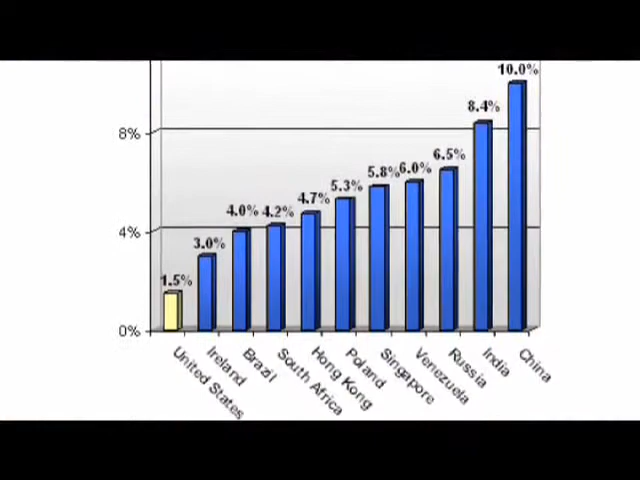 10.0%
8.4%
8%
6.5%
5.8% 6.0%
5.3%
4.7%
4.0% 4.2%
4%
3.0%
1.5%
0%
United States
Ireland
Brazil
South Africa
Hong Kong
Poland
Singapore
Venezuela
Russia
India
China